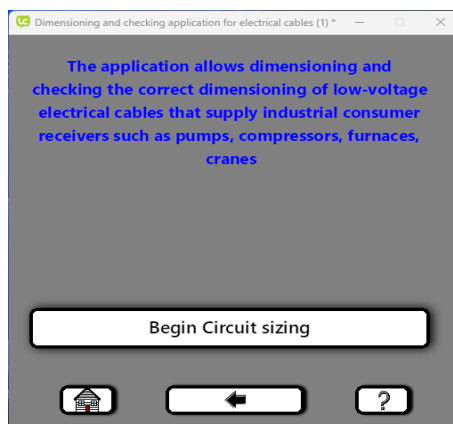 Dimensioning and checking application for electrical cables (1) *
The application allows dimensioning and
checking the correct dimensioning of low-voltage
electrical cables that supply industrial consumer
receivers such as pumps, compressors, furnaces,
cranes
Begin Circuit sizing
?